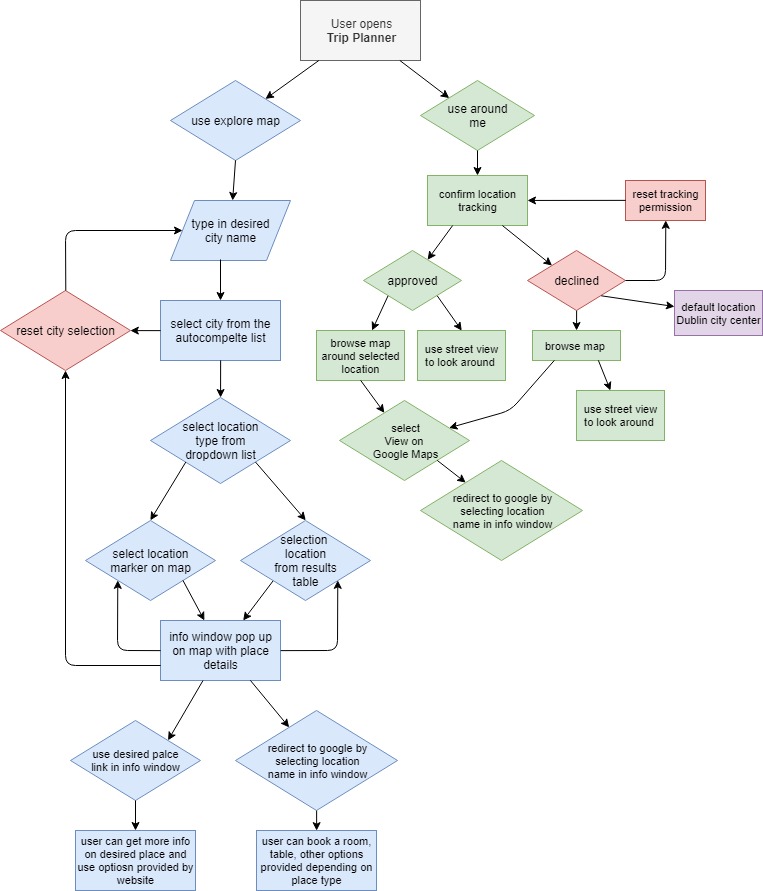 User opens
Trip Planner
use explore map
use around
me
type in desired
city name
confirm location
tracking
reset tracking
permission
approved
declined
default location
Dublin city center
reset city selection
select city from the
autocompelte list
browse map
around selected
location
use street view
to look around
browse map
use street view
to look around
select location
type from
dropdown list
select
View on
Google Maps
redirect to google by
selecting location
name in info window
select location
marker on map
selection
location
from results
table
info window pop up
on map with place
details
use desired palce
link in info window
redirect to google by
selecting location
name in info window
user can get more info
on desired place and
use optiosn provided by
website
user can book a room,
table, other options
provided depending on
place type